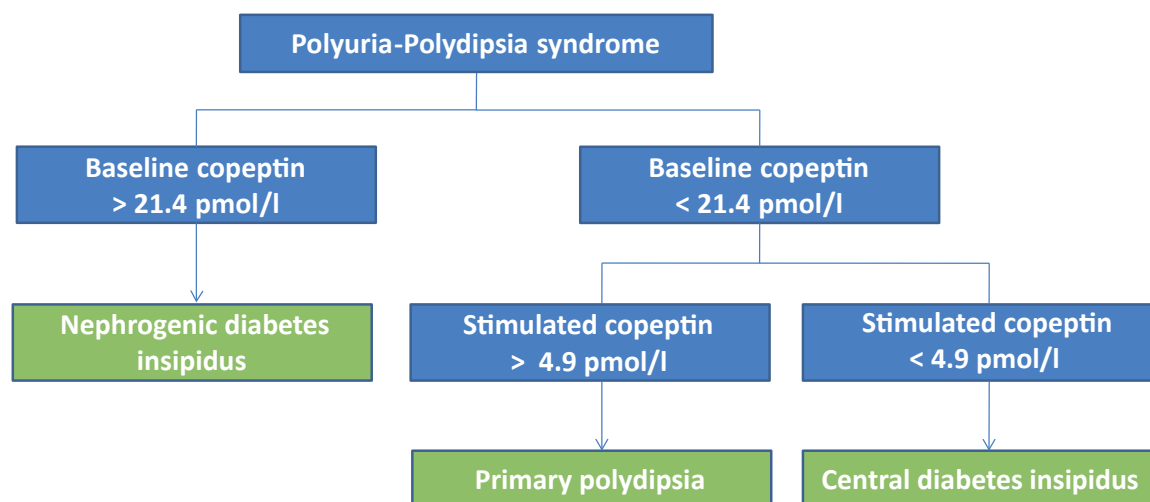 Polyuria-Polydipsia syndrome
Baseline copeptin
> 21.4 pmol/l
Baseline copeptin
< 21.4 pmol/l
Nephrogenic diabetes
insipidus
Stimulated copeptin
> 4.9 pmol/l
Stimulated copeptin
< 4.9 pmol/l
Primary polydipsia
Central diabetes insipidus